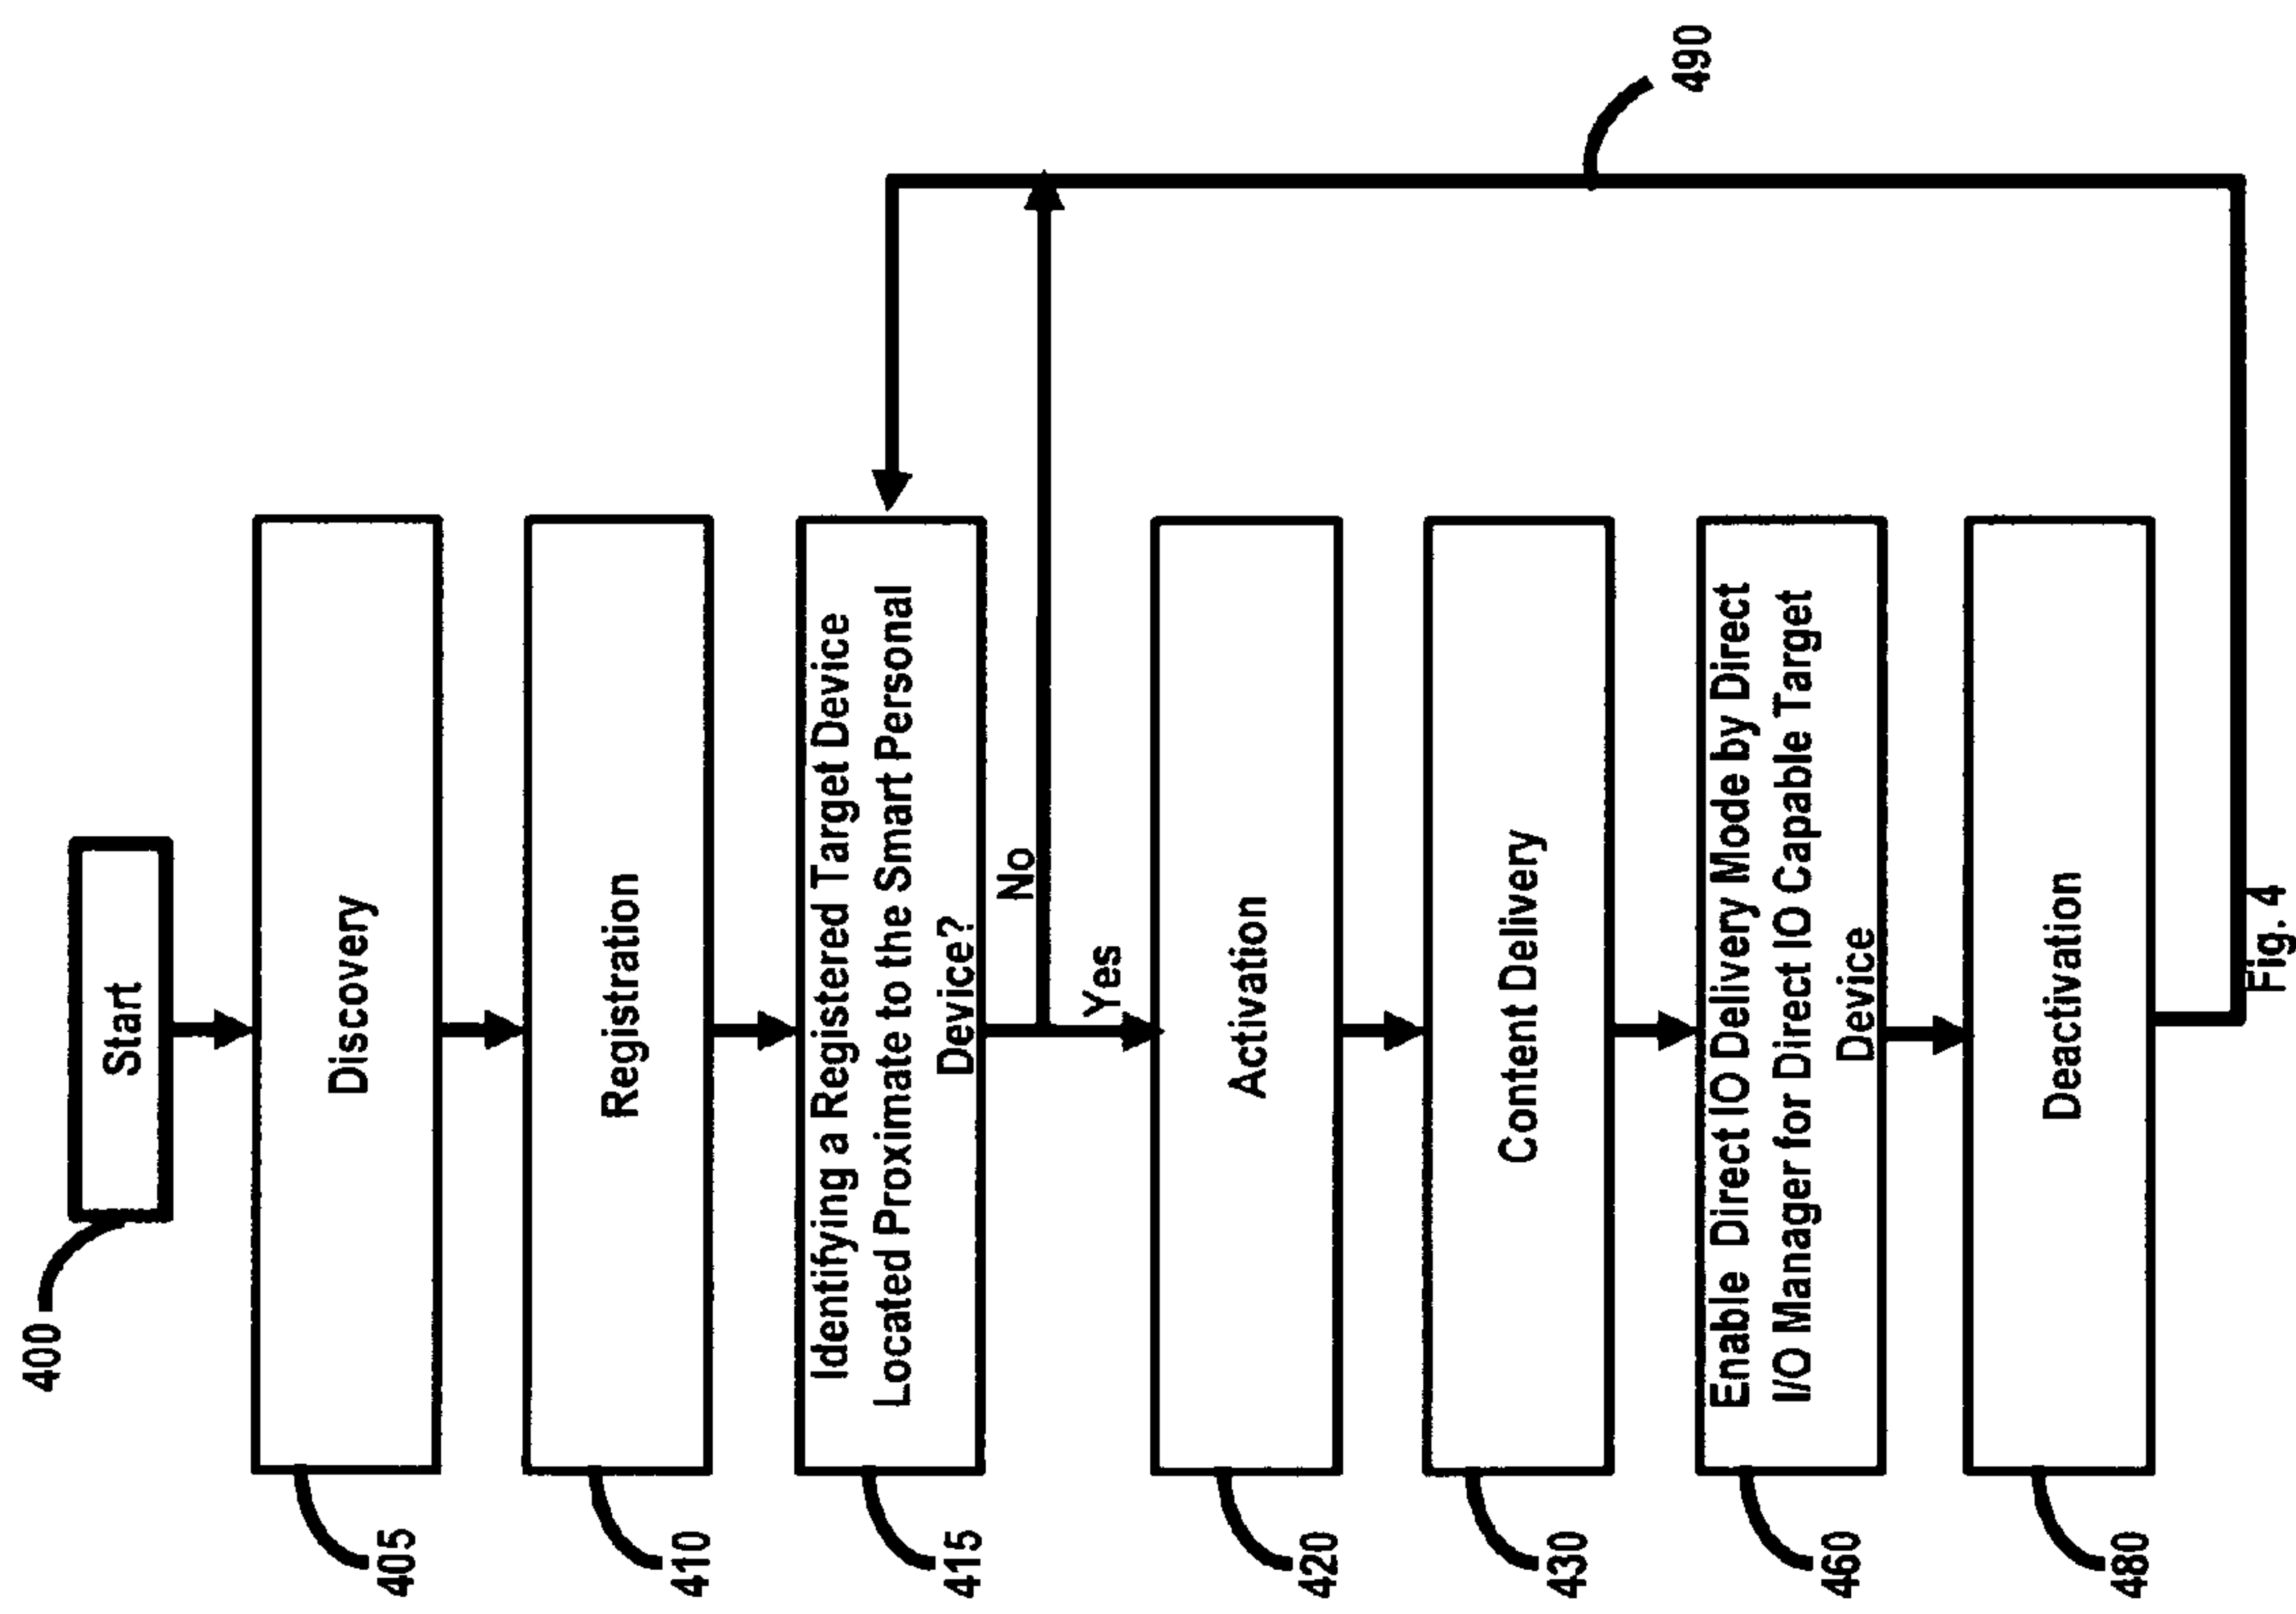 400
Start
405
Discovery
410
Registration
415
Identifying a Registered Target Device
Located Proximate to the Smart Personal
Device?
No
Yes
420
Activation
430
Content Delivery
460
Enable Direct IO Delivery Mode by Direct
I/O Manager for Direct IO Capable Target
Device
480
Deactivation
490
Fig. 4